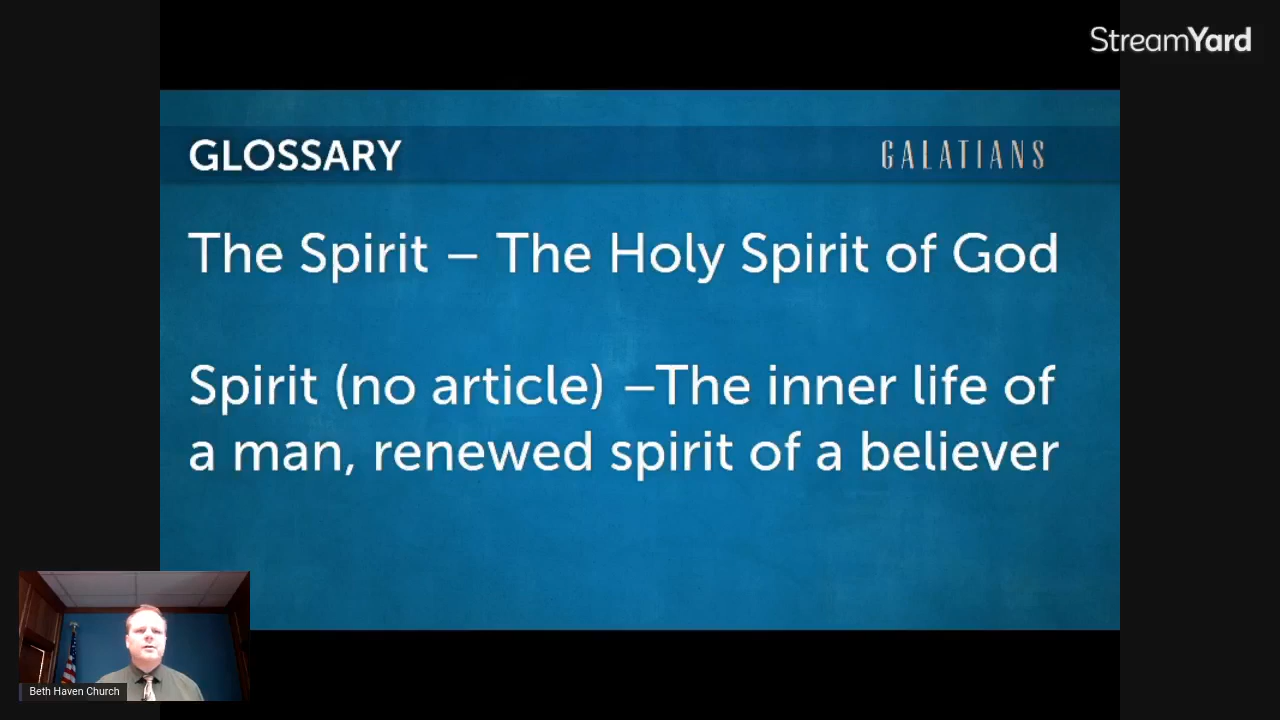 StreamYard
GLOSSARY
GALATIANS
The Spirit – The Holy Spirit of God
Spirit (no article) –The inner life of
a man, renewed spirit of a believer
Beth Haven Church